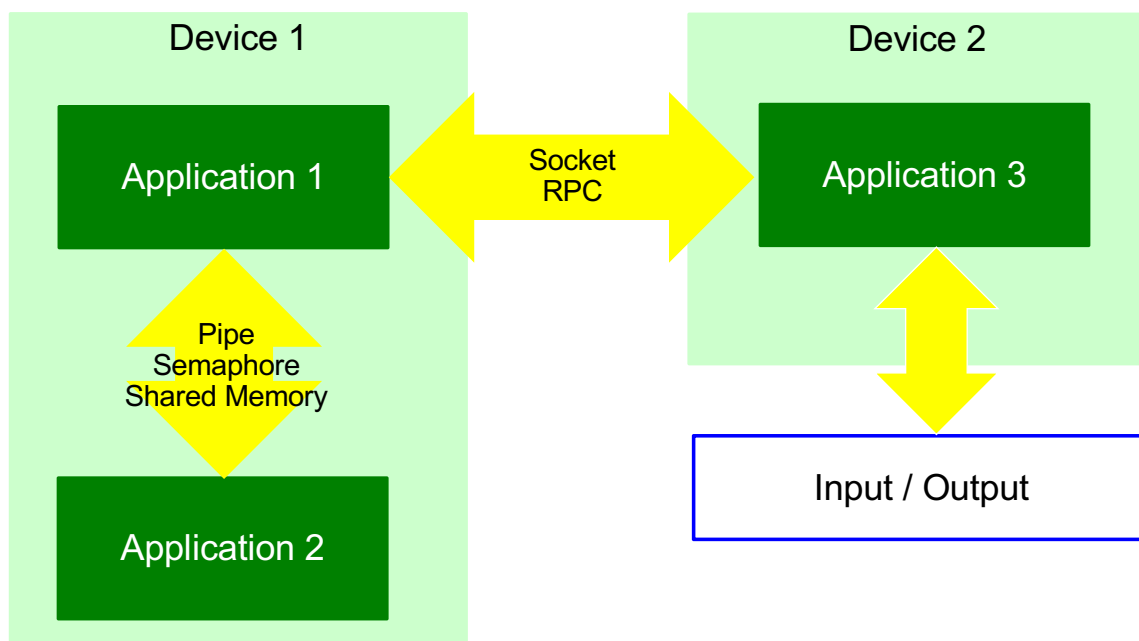 Device 1
Device 2
Application 1
Socket
RPC
Application 3
Pipe
Semaphore
Shared Memory
Input / Output
Application 2